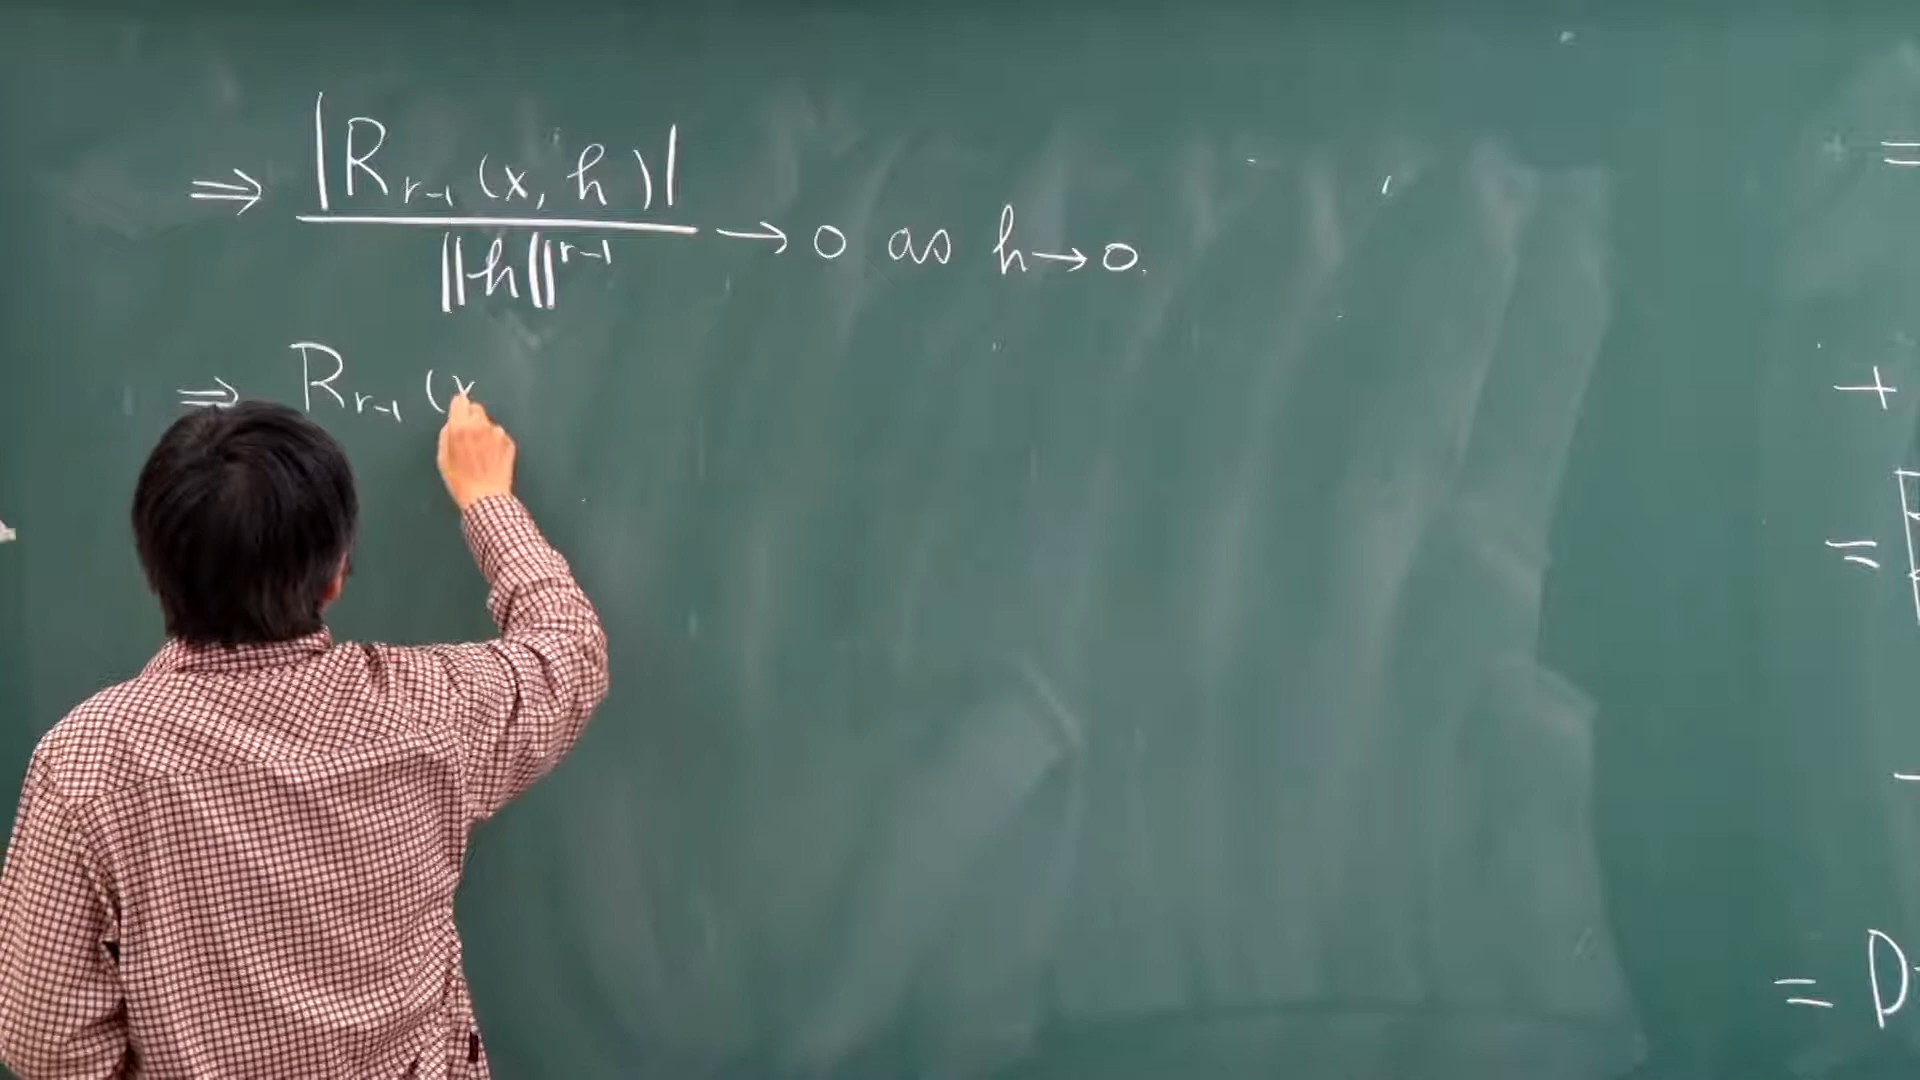 ⇒ |R_{r-1}(x, h)| / ||h||^{r-1} → 0 as h → 0.
⇒ R_{r-1}(x
=
+
=
-
= D